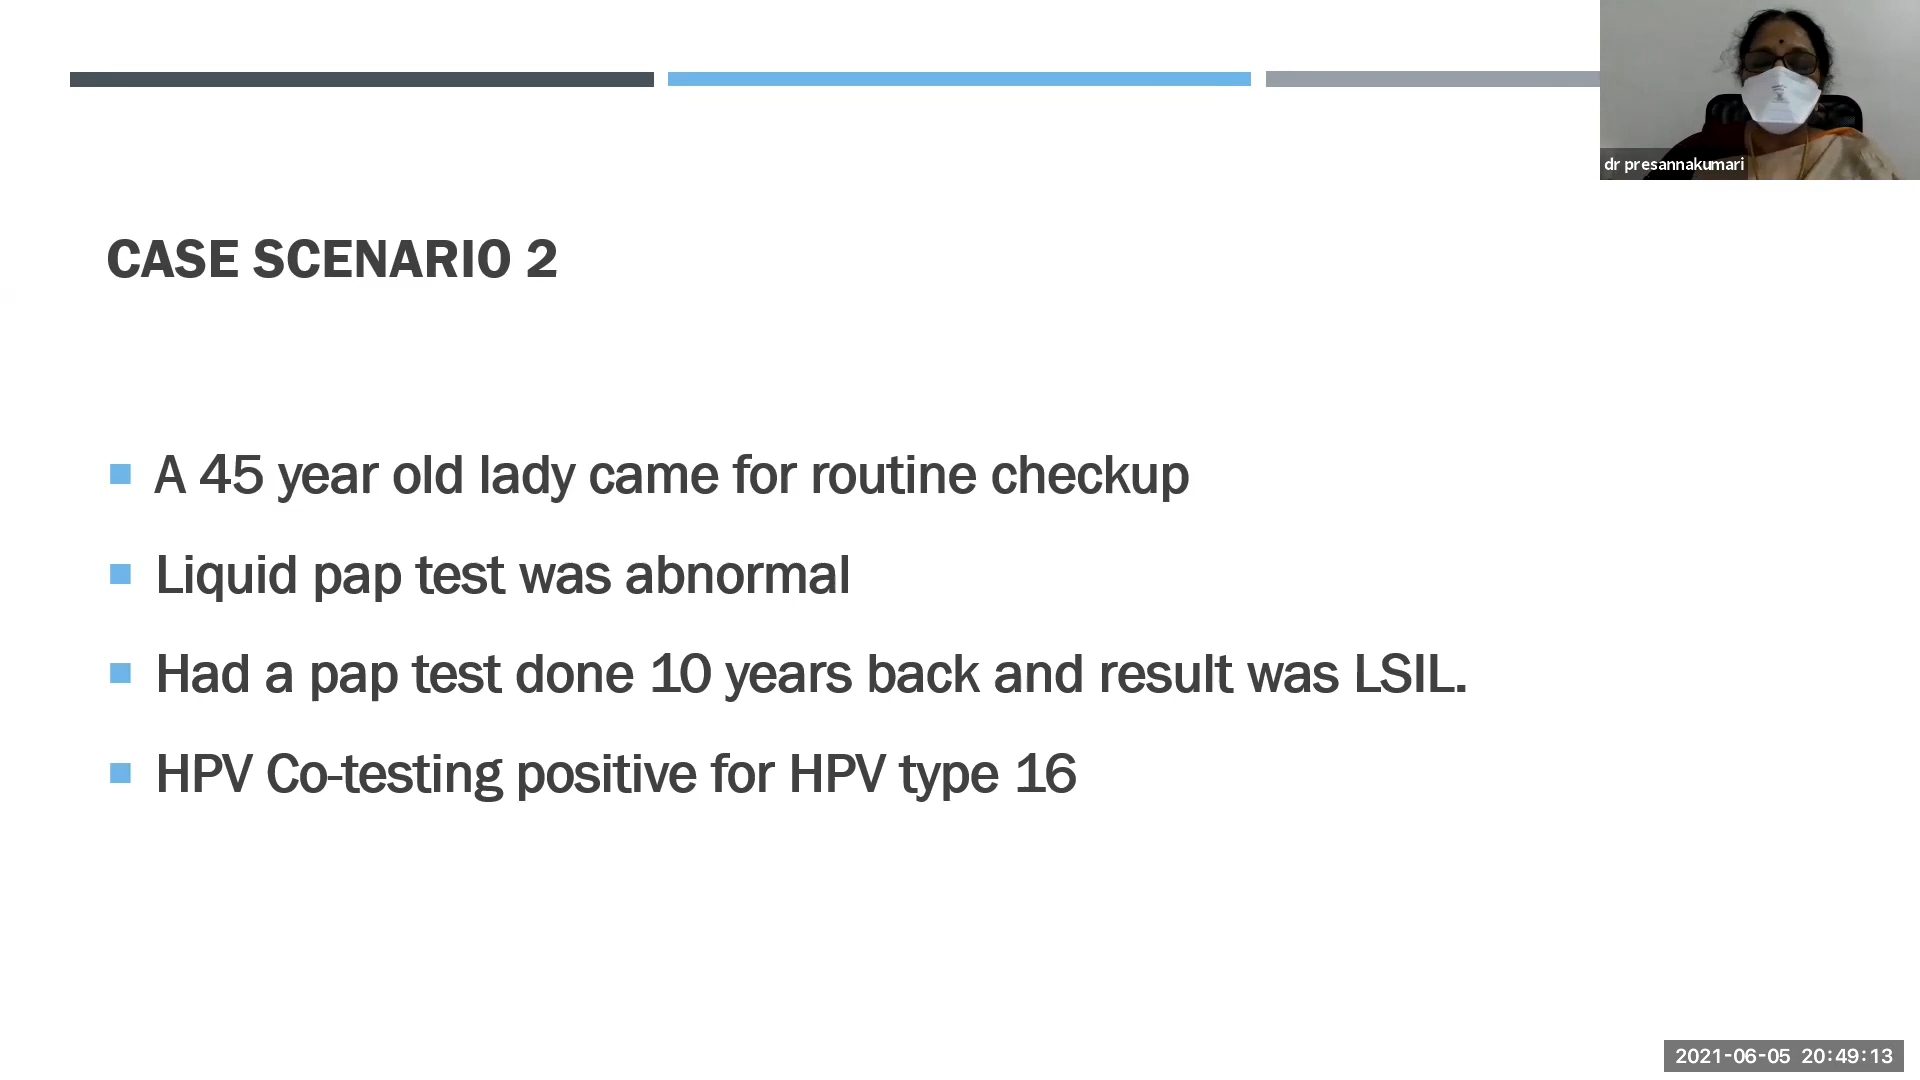 dr presannakumari
CASE SCENARIO 2
A 45 year old lady came for routine checkup
Liquid pap test was abnormal
Had a pap test done 10 years back and result was LSIL.
HPV Co-testing positive for HPV type 16
2021-06-05 20:49:13